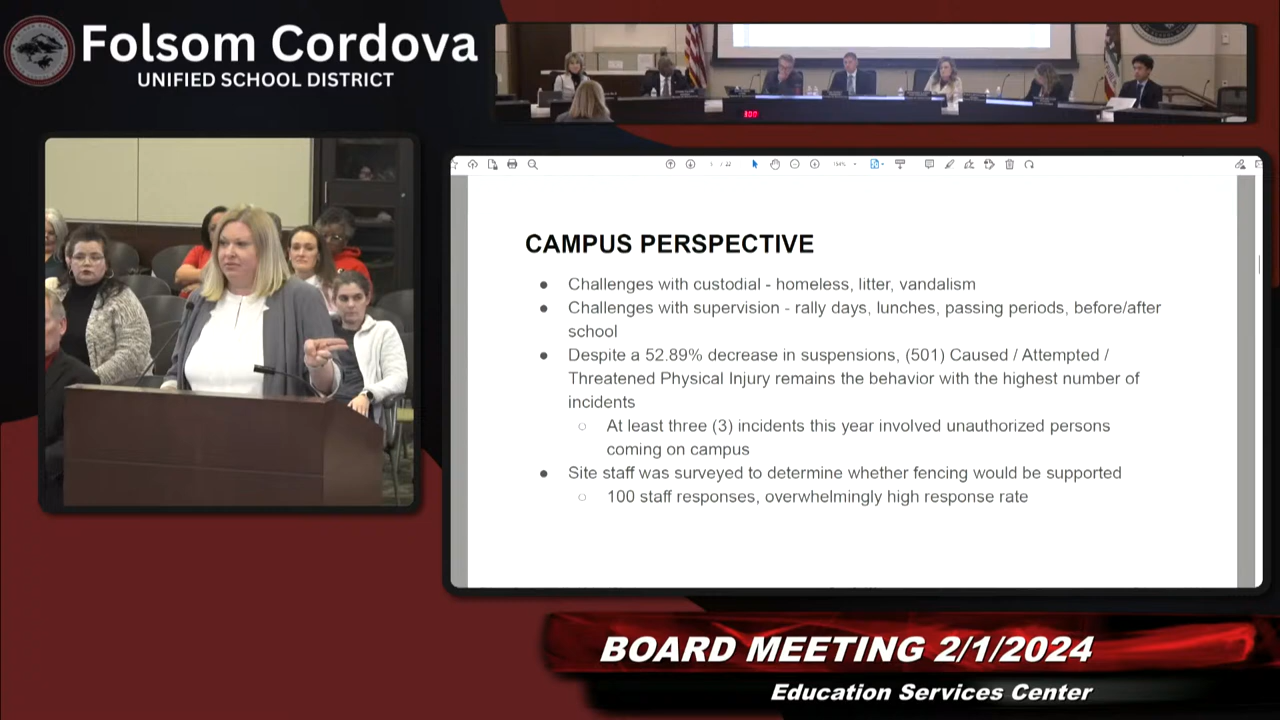 Folsom Cordova
UNIFIED SCHOOL DISTRICT
CAMPUS PERSPECTIVE
● Challenges with custodial - homeless, litter, vandalism
● Challenges with supervision - rally days, lunches, passing periods, before/after
school
● Despite a 52.89% decrease in suspensions, (501) Caused / Attempted /
Threatened Physical Injury remains the behavior with the highest number of
incidents
○ At least three (3) incidents this year involved unauthorized persons
coming on campus
● Site staff was surveyed to determine whether fencing would be supported
○ 100 staff responses, overwhelmingly high response rate
BOARD MEETING 2/1/2024
Education Services Center